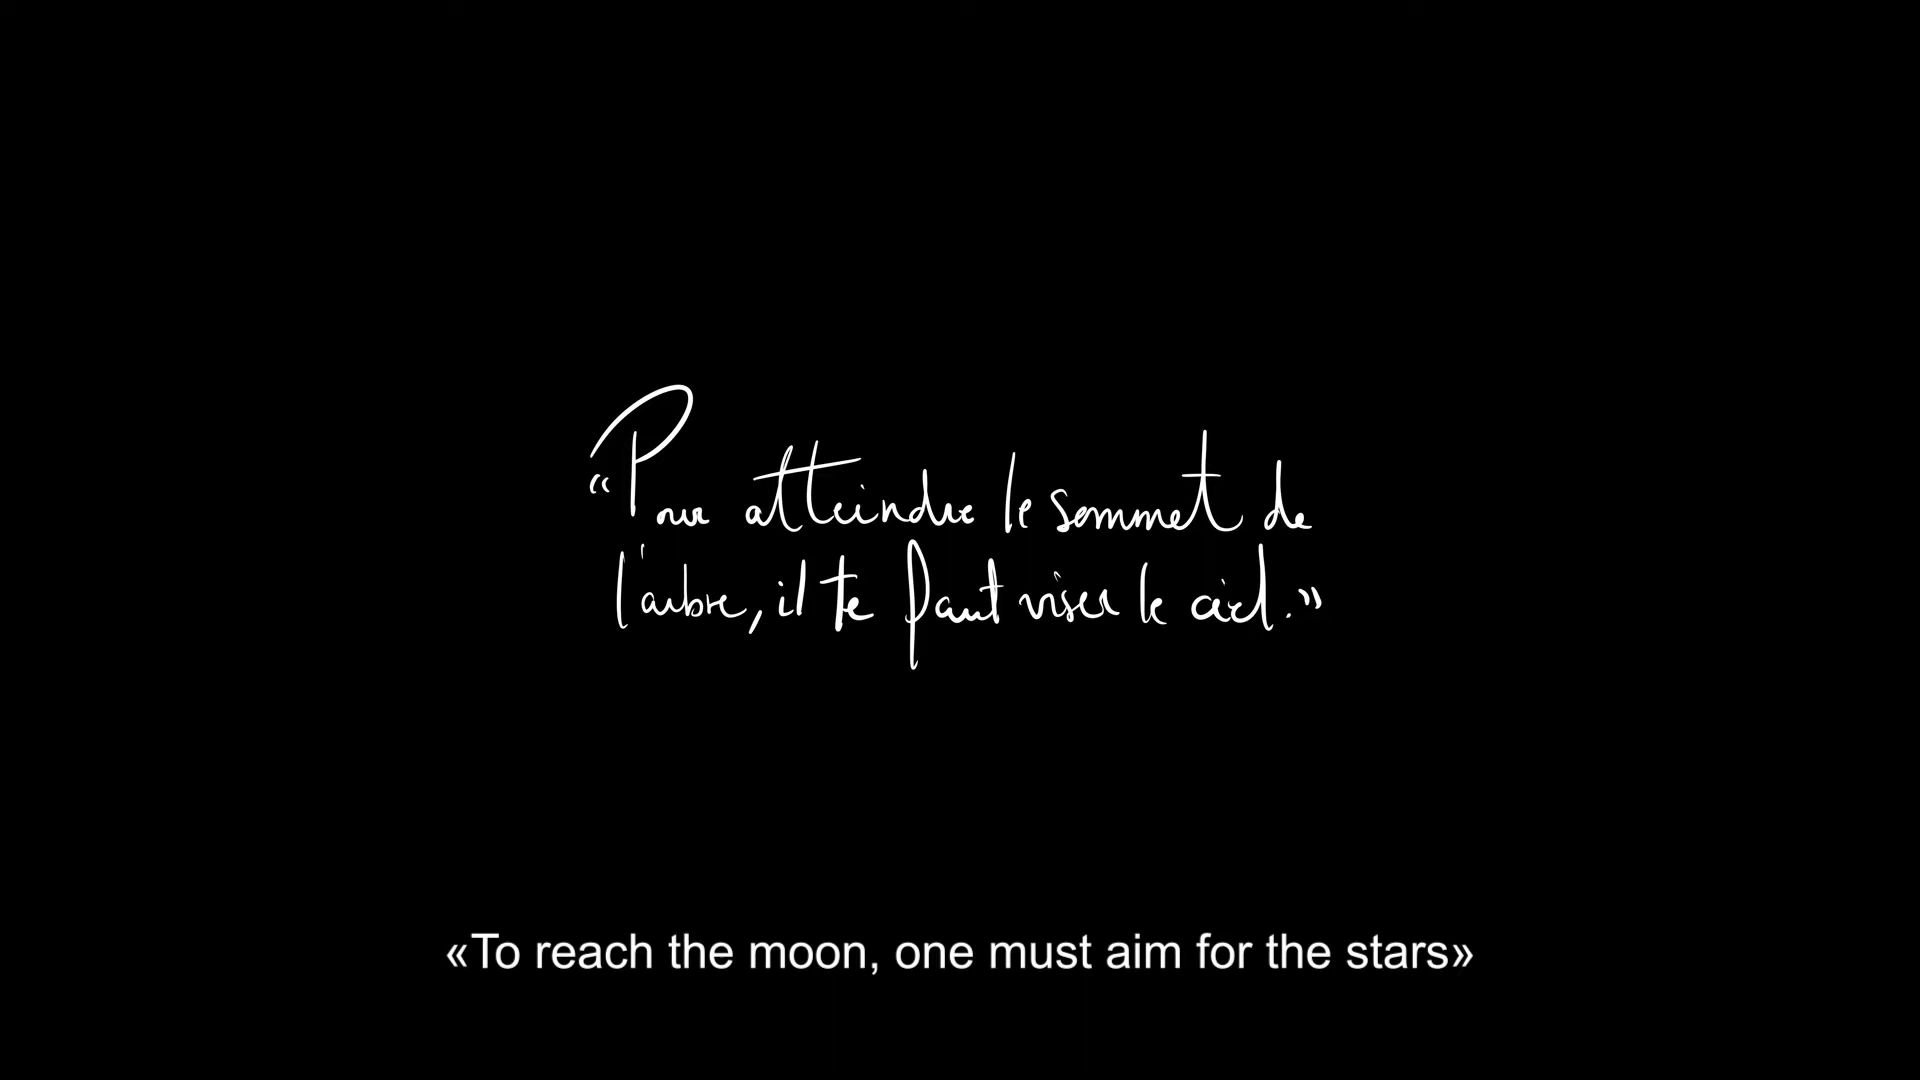 “Pour atteindre le sommet de
l'arbre, il te faut viser le ciel.”
«To reach the moon, one must aim for the stars»